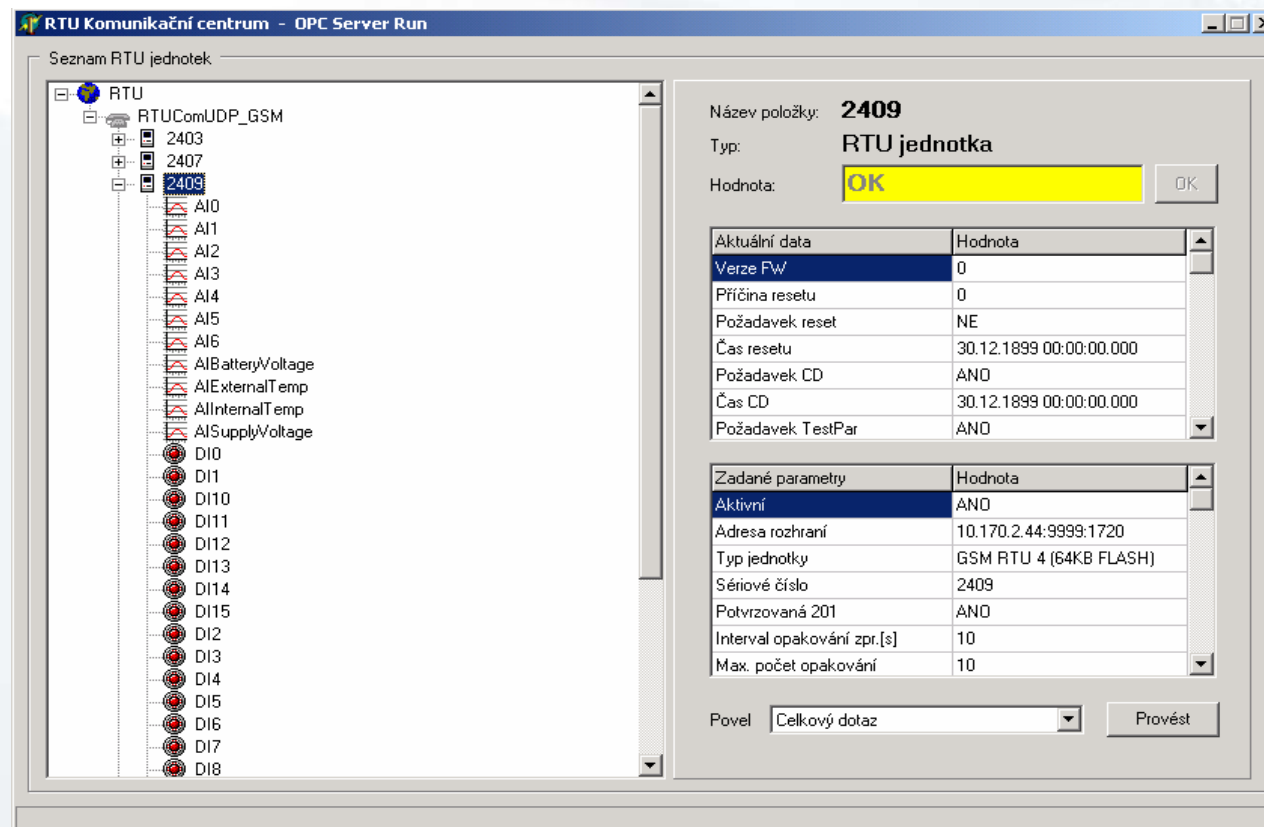 RTU Komunikační centrum - OPC Server Run
Seznam RTU jednotek
RTU
RTUComUDP_GSM
2403
2407
2409
AI0
AI1
AI2
AI3
AI4
AI5
AI6
AIBatteryVoltage
AIExternalTemp
AIInternalTemp
AISupplyVoltage
DI0
DI1
DI10
DI11
DI12
DI13
DI14
DI15
DI2
DI3
DI4
DI5
DI6
DI7
DI8
Název položky: 2409
Typ: RTU jednotka
Hodnota: OK OK
Aktuální data Hodnota
Verze FW 0
Příčina resetu 0
Požadavek reset NE
Čas resetu 30.12.1899 00:00:00.000
Požadavek CD ANO
Čas CD 30.12.1899 00:00:00.000
Požadavek TestPar ANO
Zadané parametry Hodnota
Aktivní ANO
Adresa rozhraní 10.170.2.44:9999:1720
Typ jednotky GSM RTU 4 (64KB FLASH)
Sériové číslo 2409
Potvrzovaná 201 ANO
Interval opakování zpr.[s] 10
Max. počet opakování 10
Povel Celkový dotaz Provést